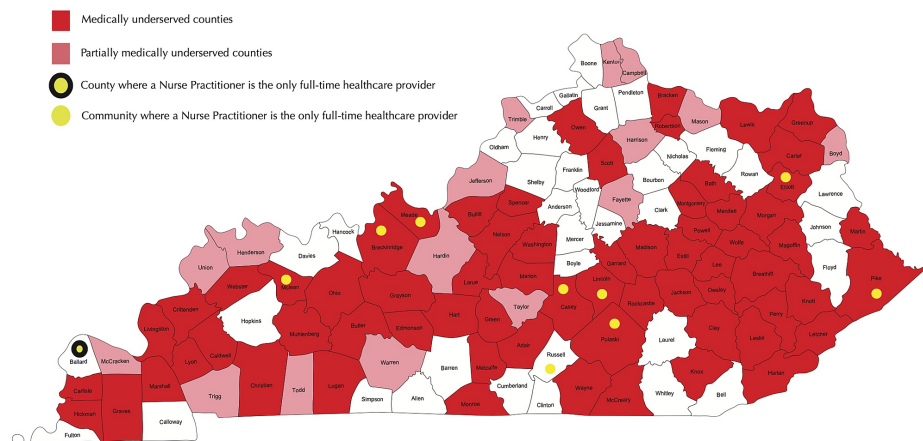 Medically underserved counties
Partially medically underserved counties
County where a Nurse Practitioner is the only full-time healthcare provider
Community where a Nurse Practitioner is the only full-time healthcare provider
Boone
Kenton
Campbell
Gallatin
Pendleton
Carroll
Grant
Bracken
Trimble
Owen
Robertson
Mason
Lewis
Greenup
Henry
Harrison
Oldham
Fleming
Carter
Boyd
Scott
Nicholas
Franklin
Rowan
Jefferson
Shelby
Bourbon
Bath
Elliott
Woodford
Lawrence
Spencer
Fayette
Montgomery
Anderson
Clark
Menifee
Morgan
Meade
Bullitt
Jessamine
Johnson
Martin
Hancock
Nelson
Powell
Mercer
Washington
Wolfe
Magoffin
Breckinridge
Madison
Henderson
Davies
Hardin
Garrard
Estill
Boyle
Lee
Union
Floyd
Breathitt
Marion
Lincoln
Pike
Larue
Webster
McLean
Ohio
Jackson
Owsley
Grayson
Knott
Rockcastle
Taylor
Casey
Crittenden
Perry
Hart
Green
Hopkins
Butler
Edmonson
Clay
Livingston
Muhlenberg
Letcher
Leslie
Pulaski
Laurel
Adair
Caldwell
Russell
Ballard
McCracken
Lyon
Warren
Barren
Metcalfe
Knox
Harlan
Marshall
Christian
Logan
Cumberland
Wayne
Carlisle
Todd
Trigg
Whitley
Bell
Simpson
Allen
McCreary
Monroe
Clinton
Hickman
Graves
Calloway
Fulton